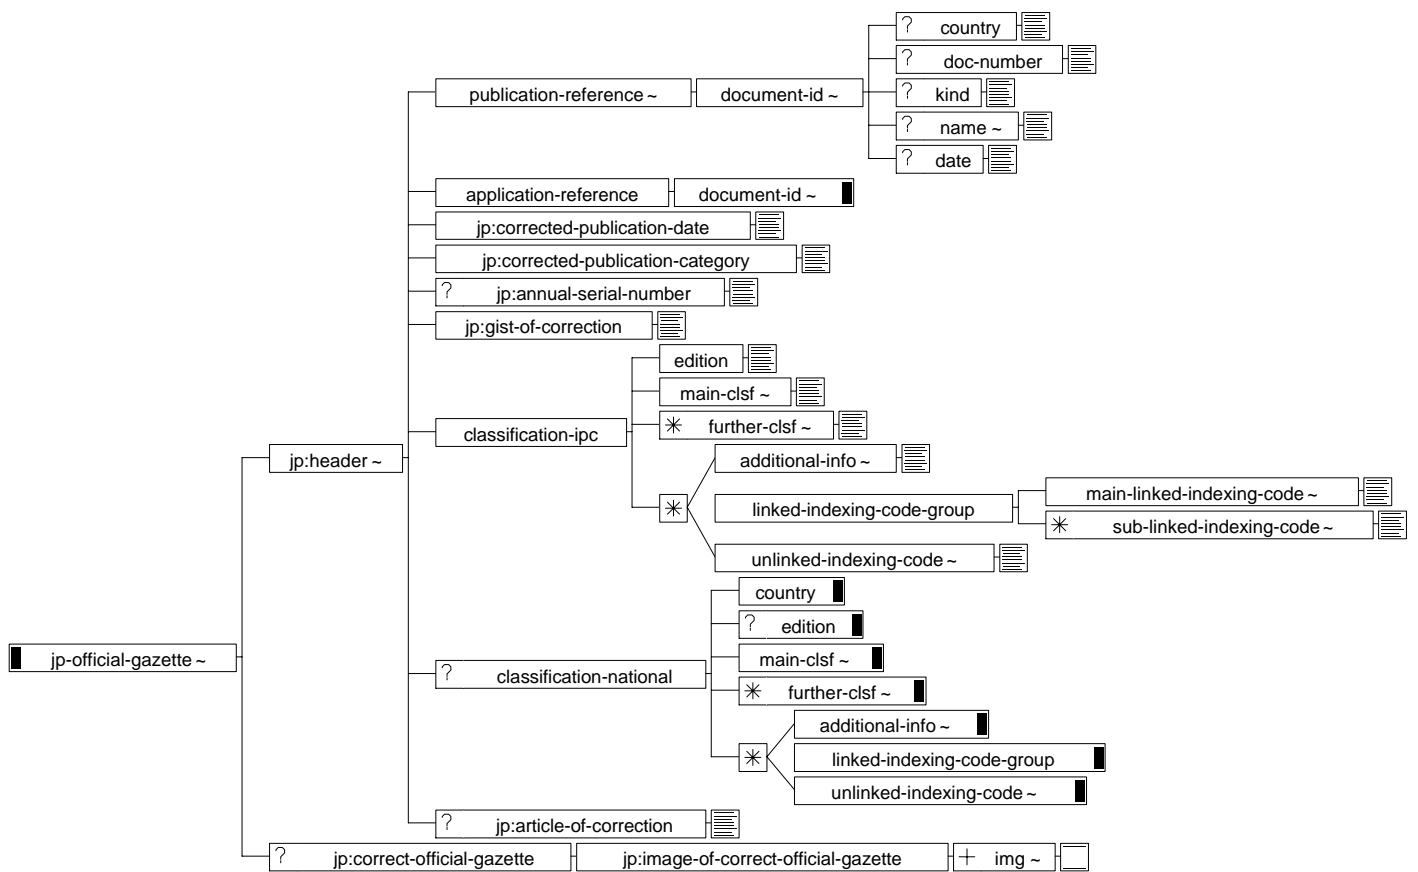 ? country
? doc-number
publication-reference ~ document-id ~ ? kind
? name ~
? date
application-reference document-id ~
jp:corrected-publication-date
jp:corrected-publication-category
? jp:annual-serial-number
jp:gist-of-correction
edition
main-clsf ~
classification-ipc * further-clsf ~
jp:header ~ additional-info ~
main-linked-indexing-code ~
* linked-indexing-code-group
* sub-linked-indexing-code ~
unlinked-indexing-code ~
country
? edition
jp-official-gazette ~ main-clsf ~
? classification-national
* further-clsf ~
additional-info ~
* linked-indexing-code-group
unlinked-indexing-code ~
? jp:article-of-correction
? jp:correct-official-gazette jp:image-of-correct-official-gazette + img ~